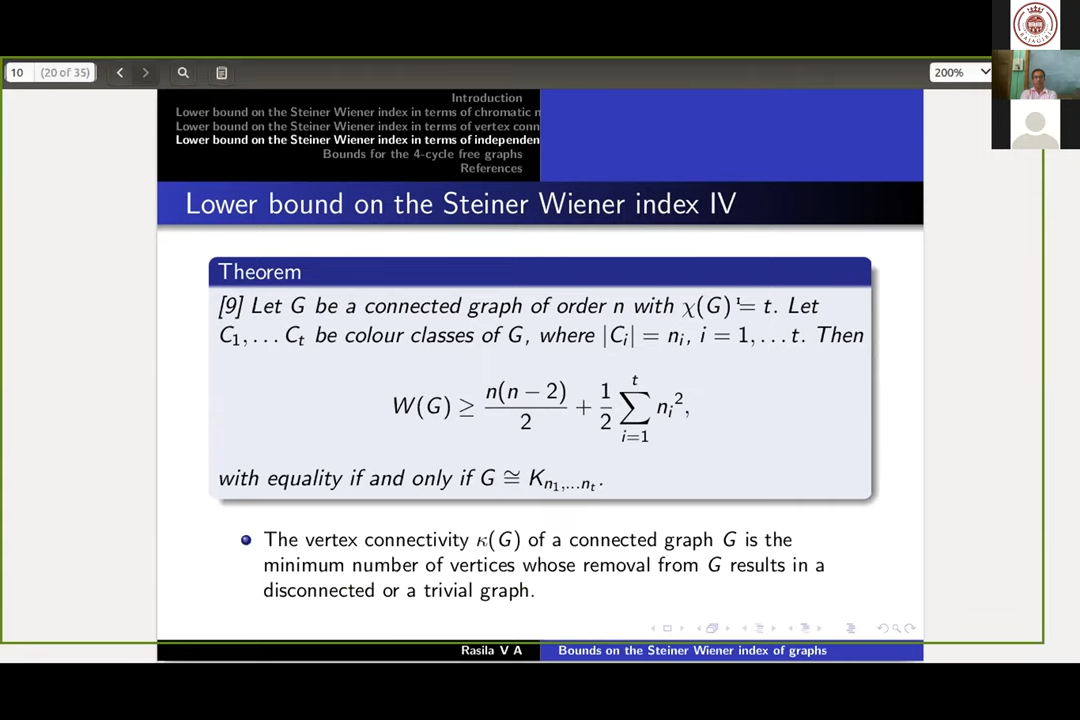 10 (20 of 35)
200%
Introduction
Lower bound on the Steiner Wiener index in terms of chromatic n
Lower bound on the Steiner Wiener index in terms of vertex conn
Lower bound on the Steiner Wiener index in terms of independen
Bounds for the 4-cycle free graphs
References
Lower bound on the Steiner Wiener index IV
Theorem
[9] Let G be a connected graph of order n with χ(G) = t. Let
C₁, . . . Cₜ be colour classes of G, where |Cᵢ| = nᵢ, i = 1, . . . t. Then
W(G) ≥ n(n − 2)/2 + 1/2 ∑ᵢ₌₁ᵗ nᵢ²,
with equality if and only if G ≅ K_{n₁,...nₜ}.
The vertex connectivity κ(G) of a connected graph G is the
minimum number of vertices whose removal from G results in a
disconnected or a trivial graph.
Rasila V A Bounds on the Steiner Wiener index of graphs